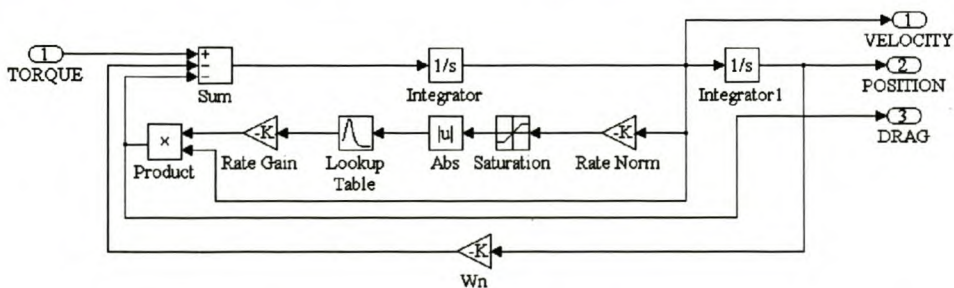 1
TORQUE
+
−
−
Sum
1/s
Integrator
1/s
Integrator1
1
VELOCITY
2
POSITION
3
DRAG
×
Product
-K
Rate Gain
Lookup
Table
|u|
Abs
Saturation
-K
Rate Norm
-K
Wn